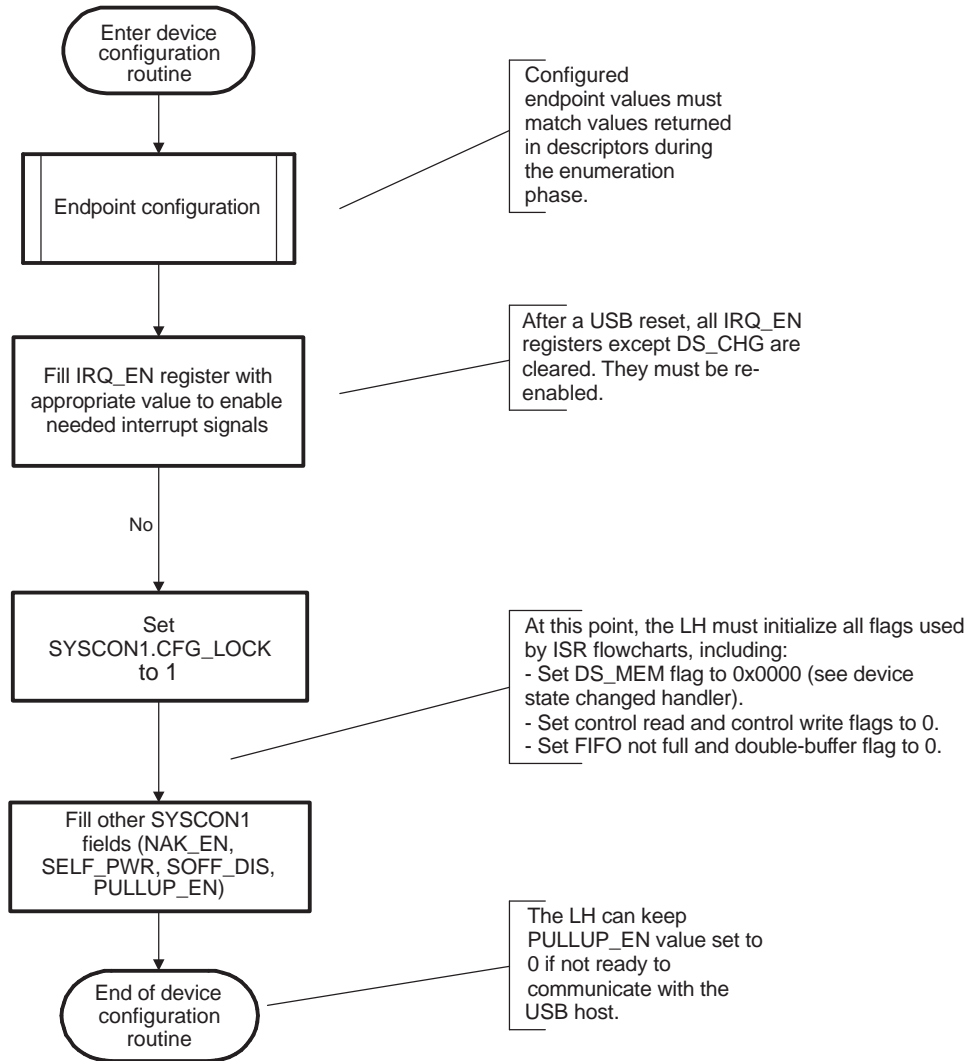 Enter device
configuration
routine
Configured
endpoint values must
match values returned
in descriptors during
the enumeration
phase.
Endpoint configuration
After a USB reset, all IRQ_EN
registers except DS_CHG are
cleared. They must be re-
enabled.
Fill IRQ_EN register with
appropriate value to enable
needed interrupt signals
No
Set
SYSCON1.CFG_LOCK
to 1
At this point, the LH must initialize all flags used
by ISR flowcharts, including:
- Set DS_MEM flag to 0x0000 (see device
state changed handler).
- Set control read and control write flags to 0.
- Set FIFO not full and double-buffer flag to 0.
Fill other SYSCON1
fields (NAK_EN,
SELF_PWR, SOFF_DIS,
PULLUP_EN)
The LH can keep
PULLUP_EN value set to
0 if not ready to
communicate with the
USB host.
End of device
configuration
routine